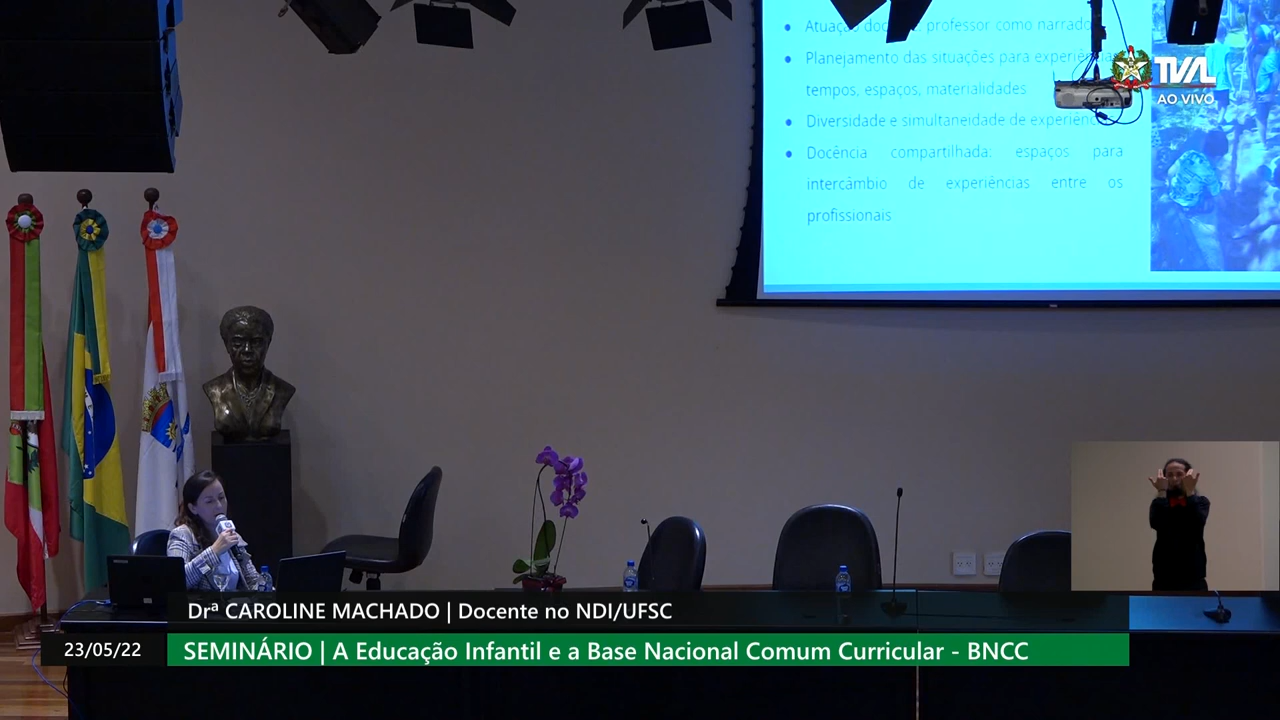 Atuação professor como narrador
Planejamento das situações para experiências
tempos, espaços, materialidades
Diversidade e simultaneidade de
Docência compartilhada: espaços para
intercâmbio de experiências entre os
profissionais
TVAL
AO VIVO
Drª CAROLINE MACHADO | Docente no NDI/UFSC
23/05/22
SEMINÁRIO | A Educação Infantil e a Base Nacional Comum Curricular - BNCC